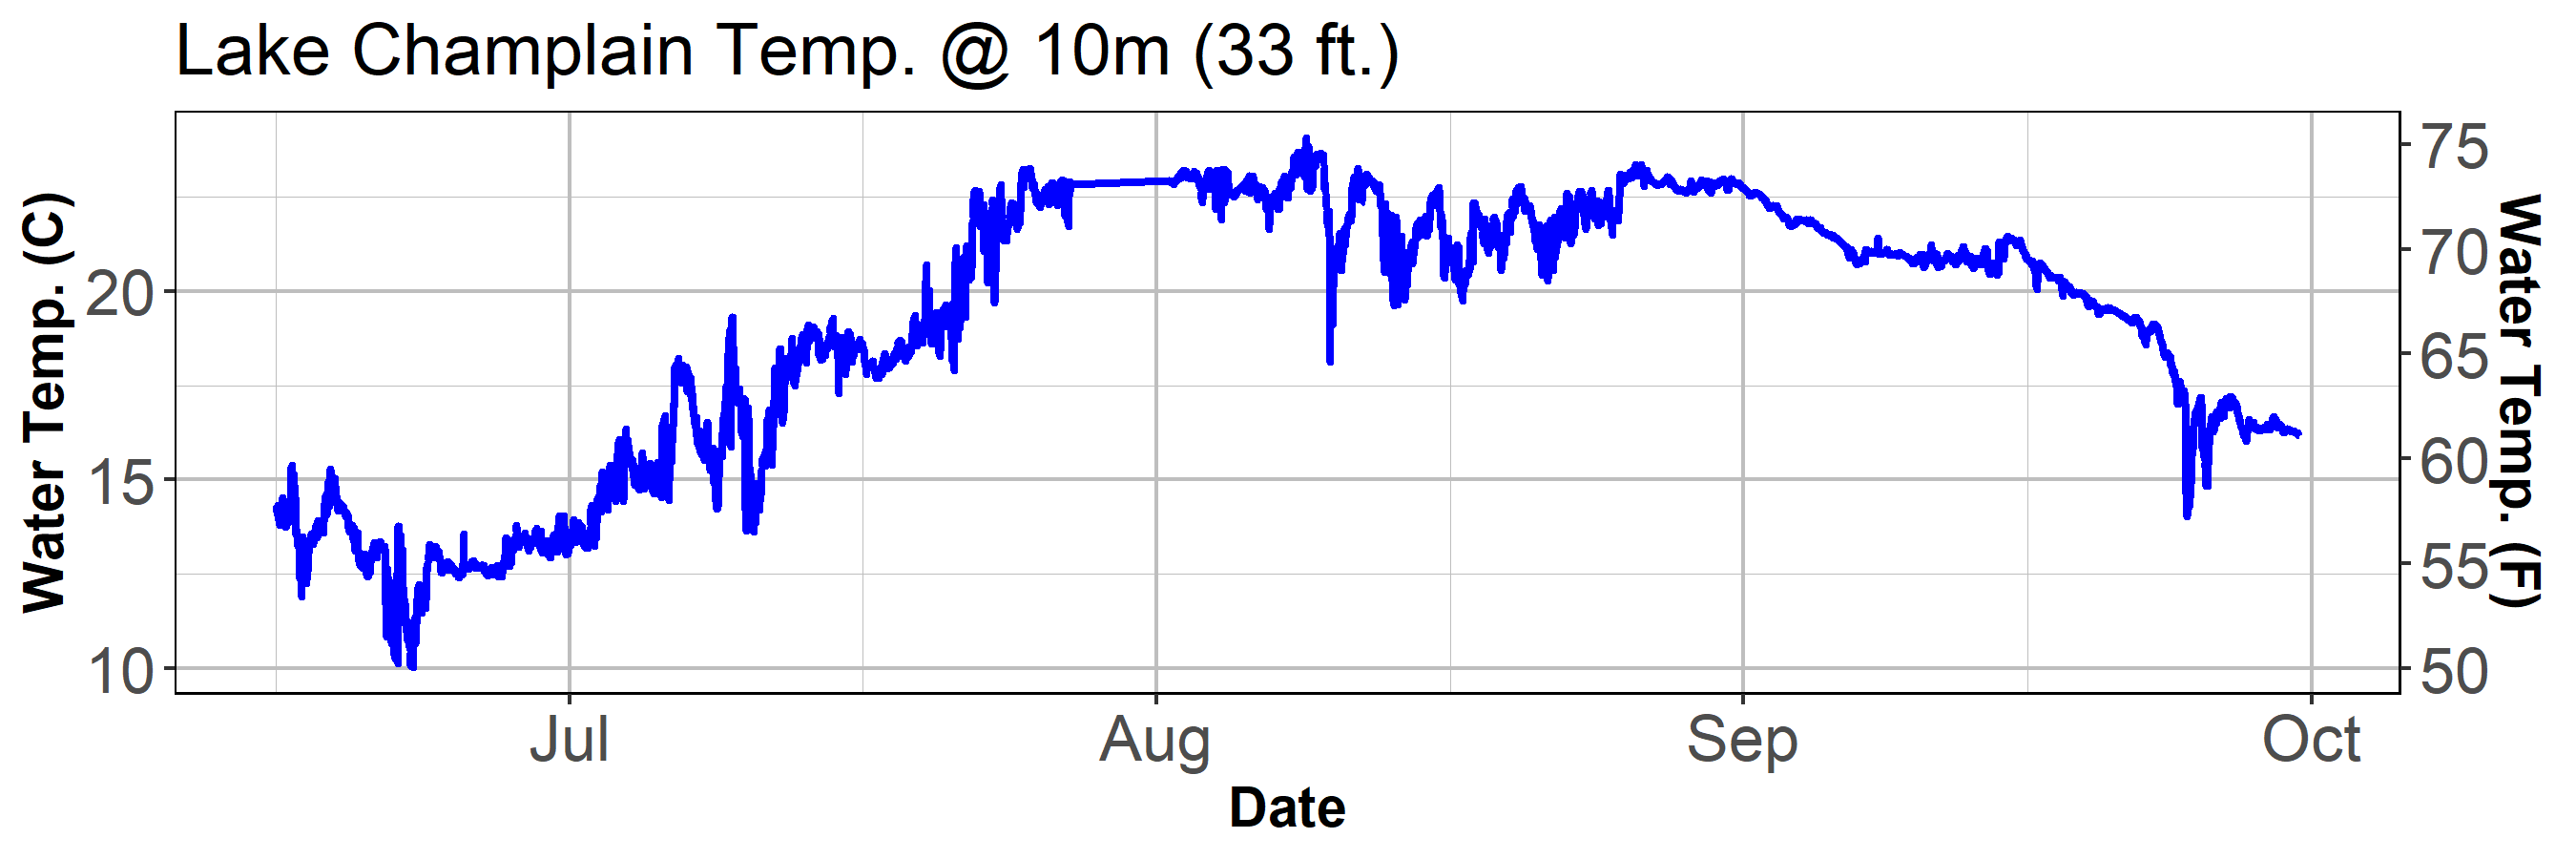 Lake Champlain Temp. @ 10m (33 ft.)
Water Temp. (C)
20
15
10
75
70
65
60
55
50
Water Temp. (F)
Jul Aug Sep Oct
Date